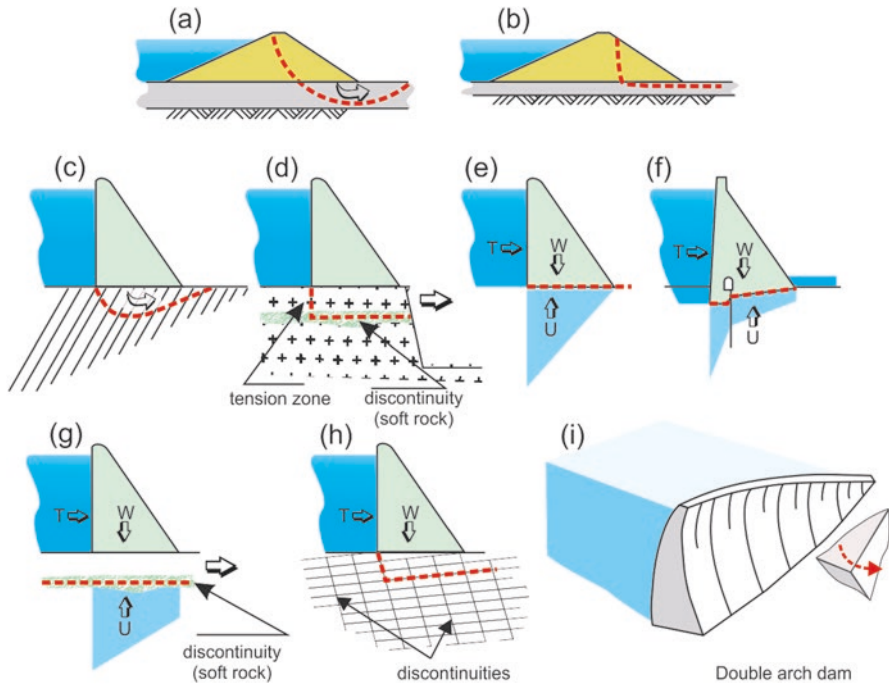 (a)
(b)
(c)
(d)
(e)
(f)
T
W
U
T
W
U
tension zone
discontinuity
(soft rock)
(g)
(h)
(i)
T
W
U
T
W
discontinuity
(soft rock)
discontinuities
Double arch dam